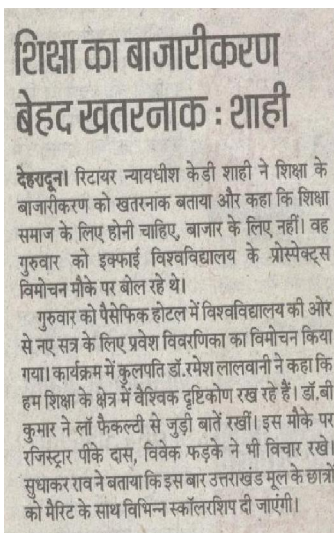 शिक्षा का बाजारीकरण
बेहद खतरनाक : शाही
देहरादून। रिटायर न्यायधीश केडी शाही ने शिक्षा के
बाजारीकरण को खतरनाक बताया और कहा कि शिक्षा
समाज के लिए होनी चाहिए, बाजार के लिए नहीं। वह
गुरुवार को इक्फाई विश्वविद्यालय के प्रोस्पेक्ट्स
विमोचन मौके पर बोल रहे थे।
गुरुवार को पैसेफिक होटल में विश्वविद्यालय की ओर
से नए सत्र के लिए प्रवेश विवरणिका का विमोचन किया
गया। कार्यक्रम में कुलपति डॉ.रमेश लालवानी ने कहा कि
हम शिक्षा के क्षेत्र में वैश्विक दृष्टिकोण रख रहे हैं। डॉ.बी
कुमार ने लॉ फैकल्टी से जुड़ी बातें रखीं। इस मौके पर
रजिस्ट्रार पीके दास, विवेक फड़के ने भी विचार रखे।
सुधाकर राव ने बताया कि इस बार उत्तराखंड मूल के छात्रों
को मैरिट के साथ विभिन्न स्कॉलरशिप दी जाएंगी।